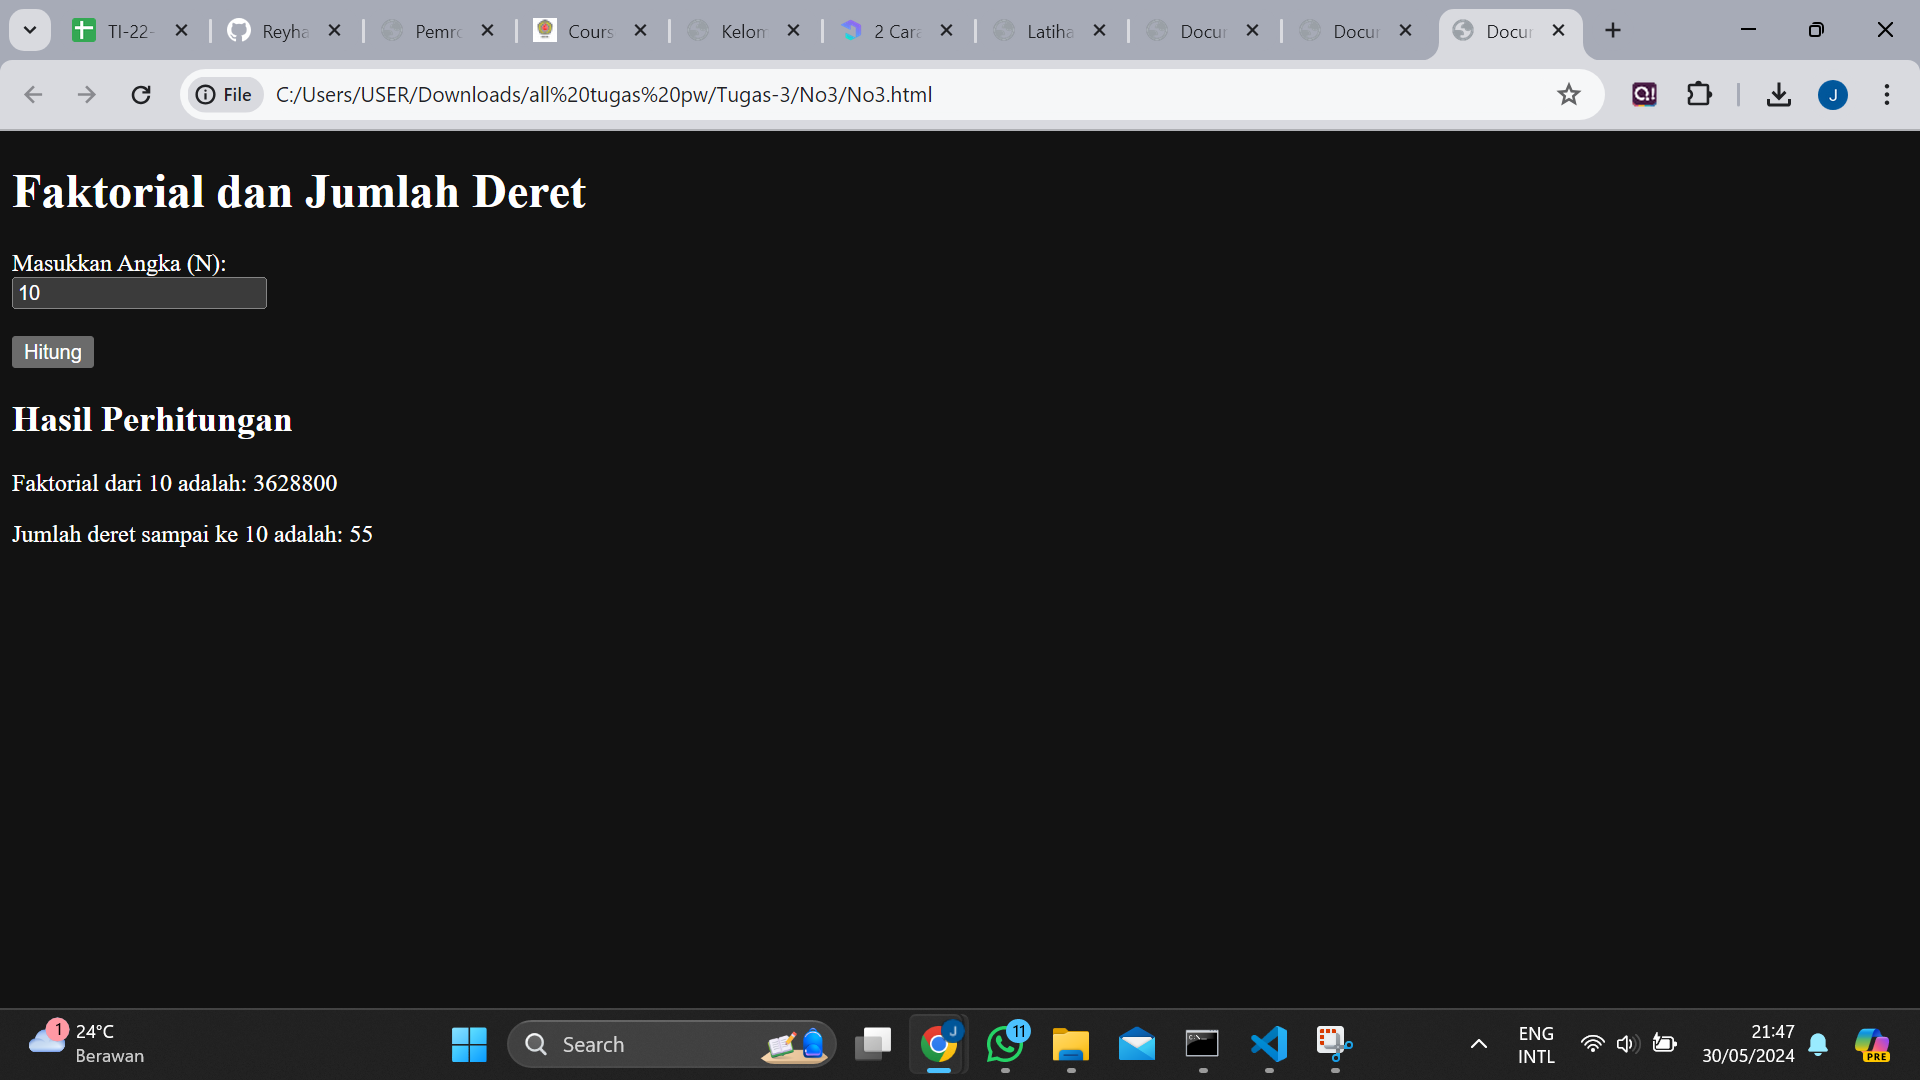 TI-22-
Reyha
Pemro
Cours
Kelom
2 Cara
Latiha
Docur
Docur
Docur
File
C:/Users/USER/Downloads/all%20tugas%20pw/Tugas-3/No3/No3.html
J
Faktorial dan Jumlah Deret
Masukkan Angka (N):
10
Hitung
Hasil Perhitungan
Faktorial dari 10 adalah: 3628800
Jumlah deret sampai ke 10 adalah: 55
1
24°C
Berawan
Search
J
11
ENG
INTL
21:47
30/05/2024
PRE